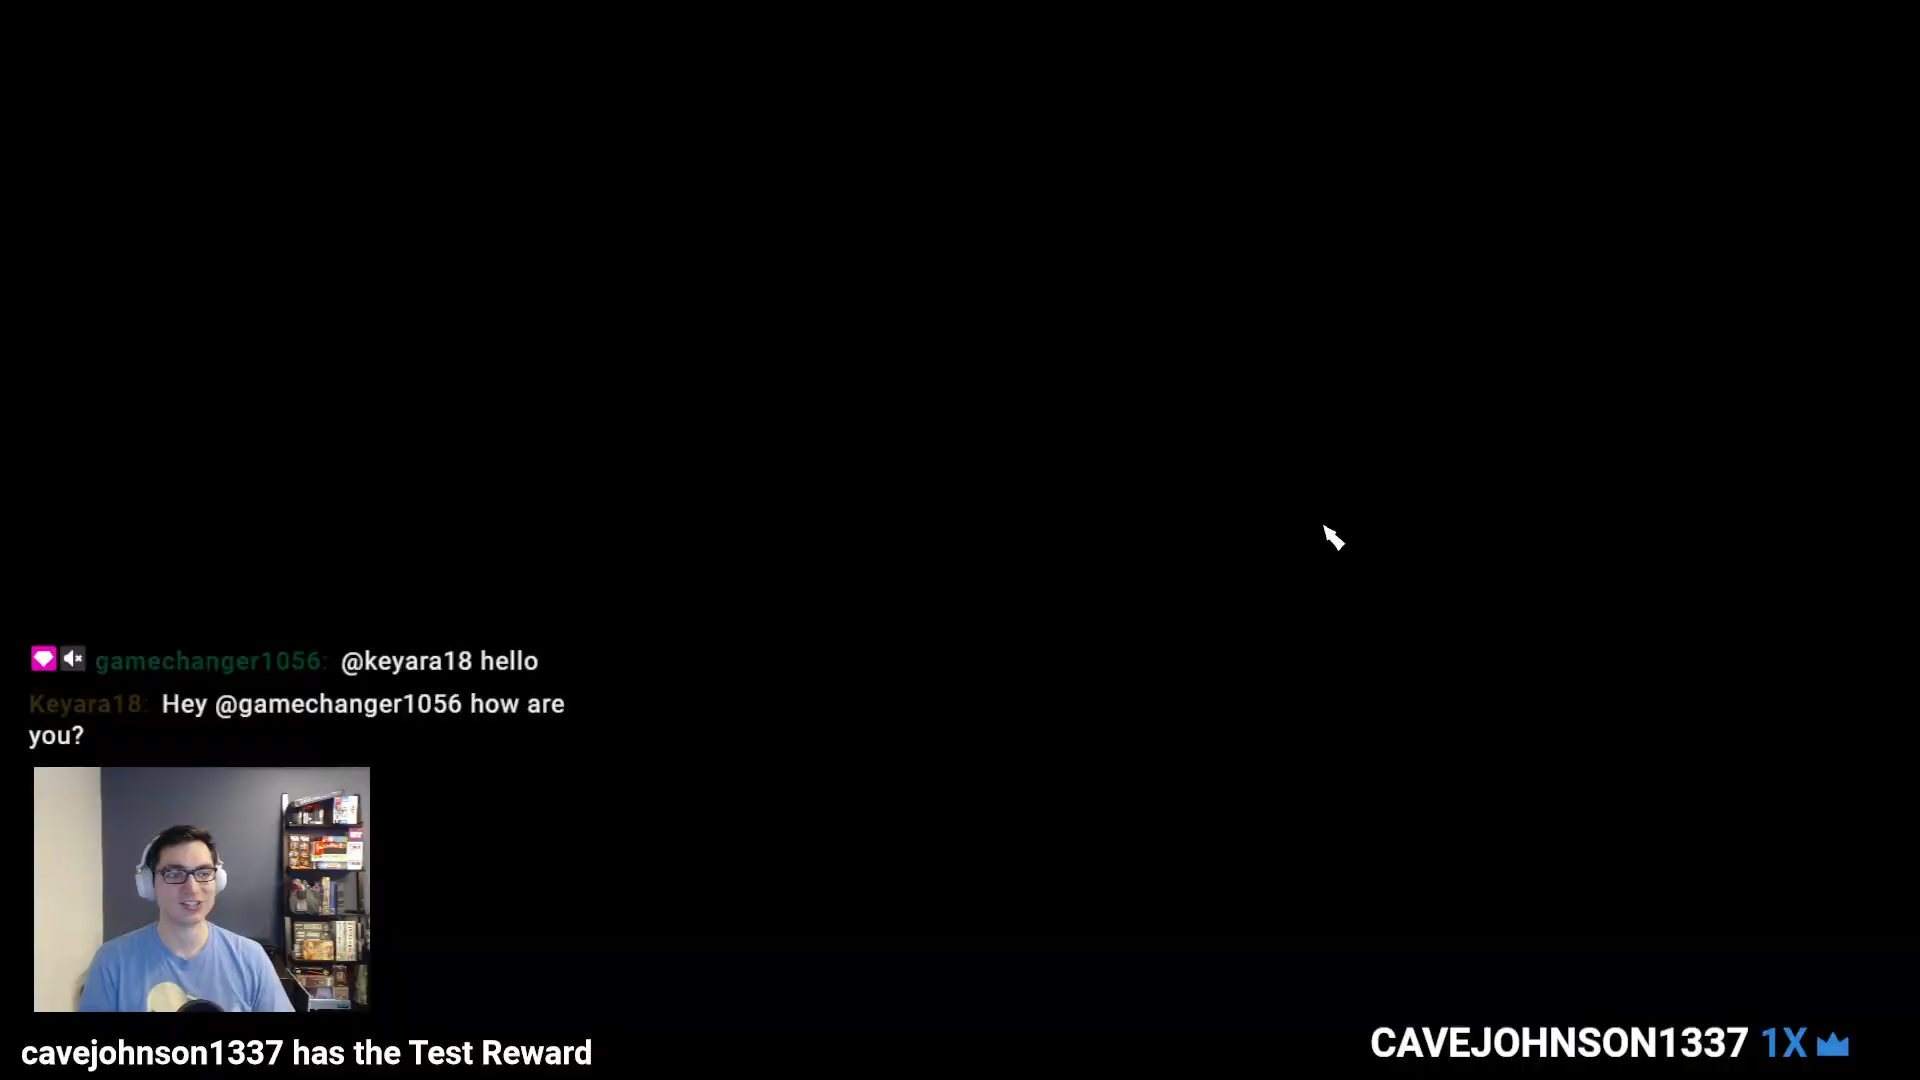 gamechanger1056: @keyara18 hello
Keyara18: Hey @gamechanger1056 how are
you?
cavejohnson1337 has the Test Reward
CAVEJOHNSON1337 1X